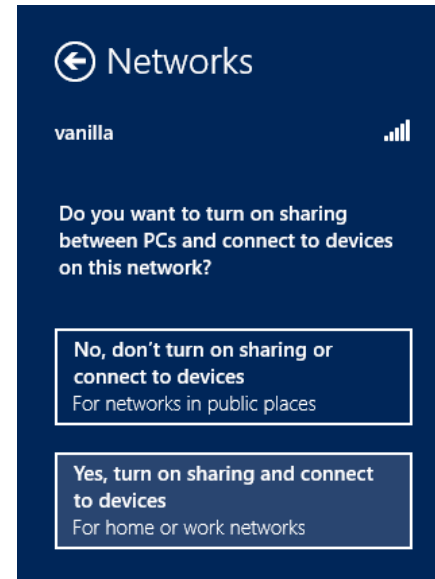 Networks
vanilla
Do you want to turn on sharing
between PCs and connect to devices
on this network?
No, don't turn on sharing or
connect to devices
For networks in public places
Yes, turn on sharing and connect
to devices
For home or work networks